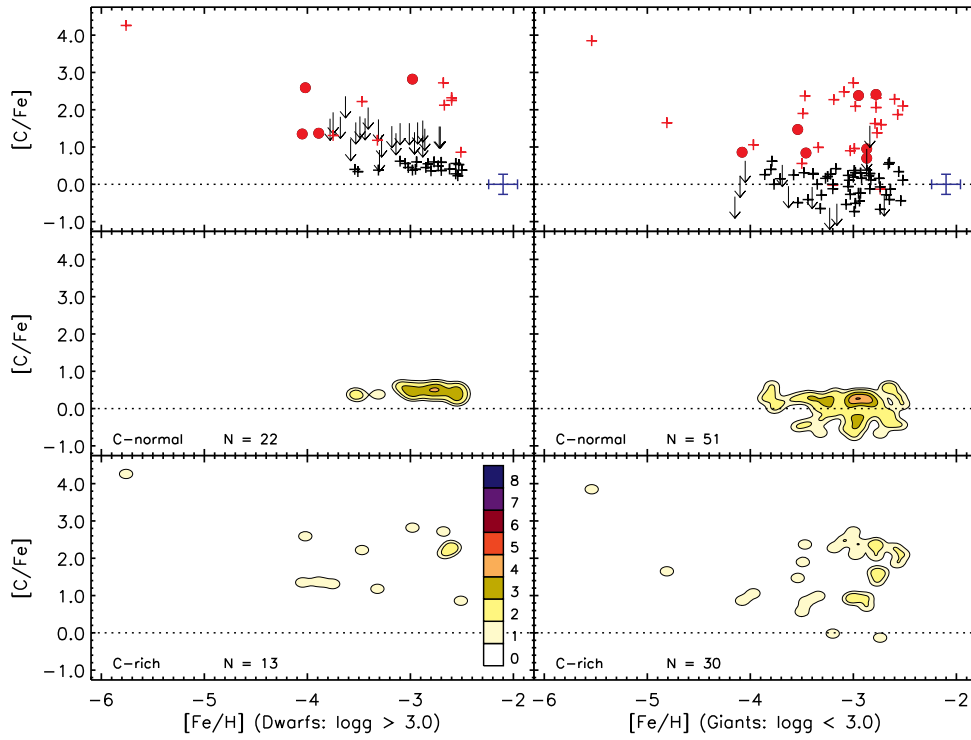 [C/Fe]
4.0
3.0
2.0
1.0
0.0
−1.0
[C/Fe]
4.0
3.0
2.0
1.0
0.0
−1.0
C−normal N = 22
C−normal N = 51
[C/Fe]
4.0
3.0
2.0
1.0
0.0
−1.0
8
7
6
5
4
3
2
1
0
C−rich N = 13
C−rich N = 30
−6 −5 −4 −3 −2
−6 −5 −4 −3 −2
[Fe/H] (Dwarfs: logg > 3.0)
[Fe/H] (Giants: logg < 3.0)